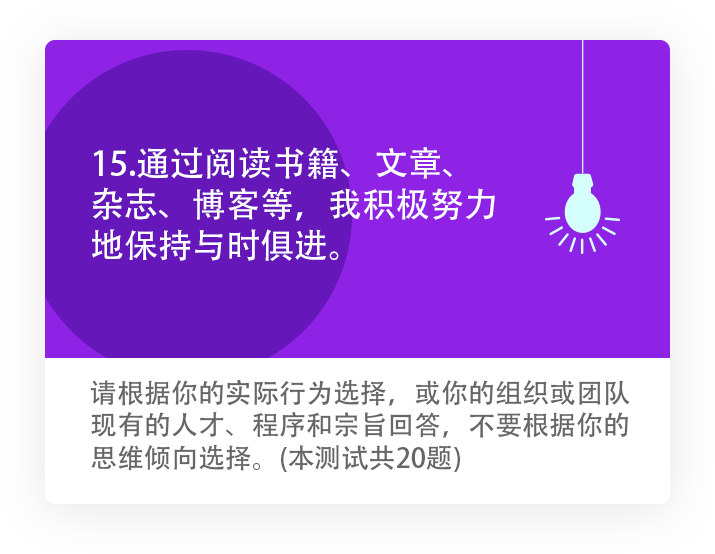 15.通过阅读书籍、文章、
杂志、博客等，我积极努力
地保持与时俱进。
请根据你的实际行为选择，或你的组织或团队
现有的人才、程序和宗旨回答，不要根据你的
思维倾向选择。(本测试共20题)